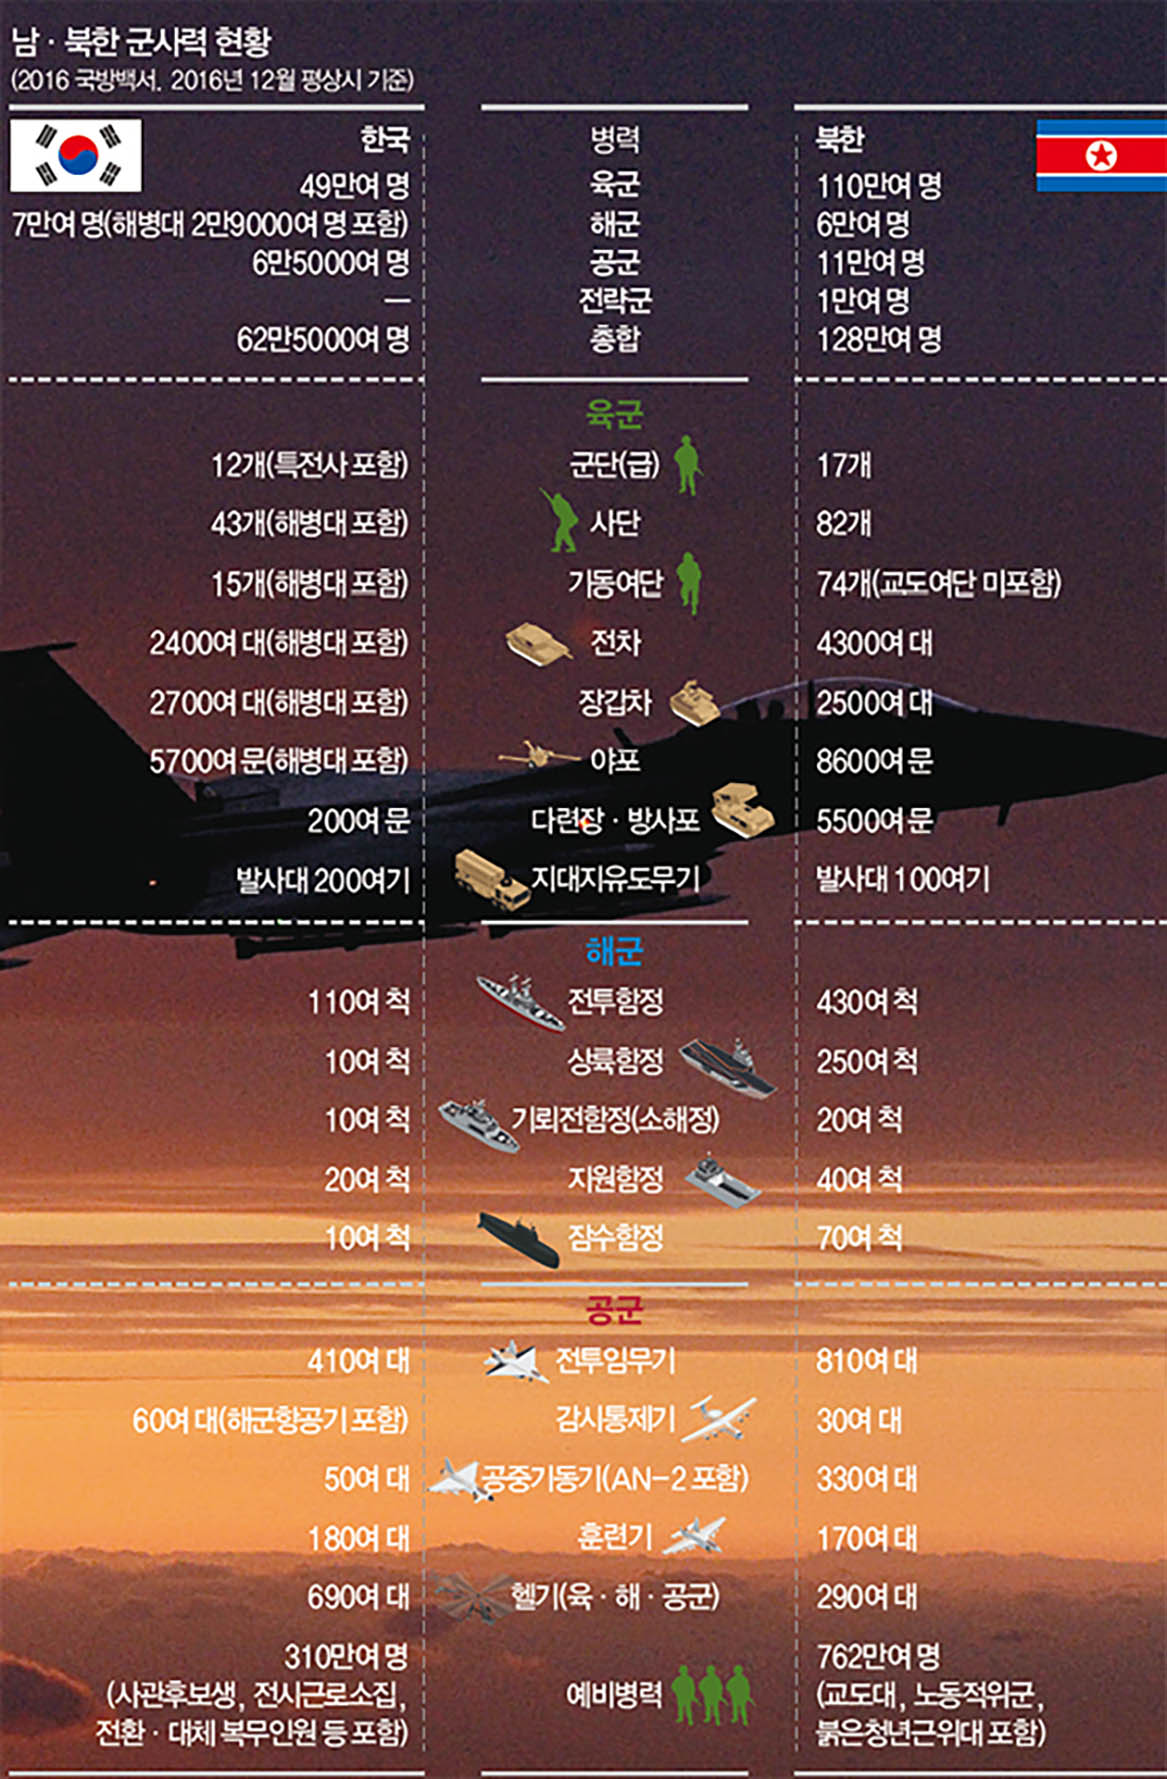 남·북한 군사력 현황
(2016 국방백서. 2016년 12월 평상시 기준)
한국 병력 북한
49만여 명 육군 110만여 명
7만여 명(해병대 2만9000여 명 포함) 해군 6만여 명
6만5000여 명 공군 11만여 명
— 전략군 1만여 명
62만5000여 명 총합 128만여 명
육군
12개(특전사 포함) 군단(급) 17개
43개(해병대 포함) 사단 82개
15개(해병대 포함) 기동여단 74개(교도여단 미포함)
2400여 대(해병대 포함) 전차 4300여 대
2700여 대(해병대 포함) 장갑차 2500여 대
5700여 문(해병대 포함) 야포 8600여 문
200여 문 다련장·방사포 5500여 문
발사대 200여기 지대지유도무기 발사대 100여기
해군
110여 척 전투함정 430여 척
10여 척 상륙함정 250여 척
10여 척 기뢰전함정(소해정) 20여 척
20여 척 지원함정 40여 척
10여 척 잠수함정 70여 척
공군
410여 대 전투임무기 810여 대
60여 대(해군항공기 포함) 감시통제기 30여 대
50여 대 공중기동기(AN-2 포함) 330여 대
180여 대 훈련기 170여 대
690여 대 헬기(육·해·공군) 290여 대
310만여 명 762만여 명
(사관후보생, 전시근로소집, 예비병력 (교도대, 노동적위군,
전환·대체 복무인원 등 포함) 붉은청년근위대 포함)